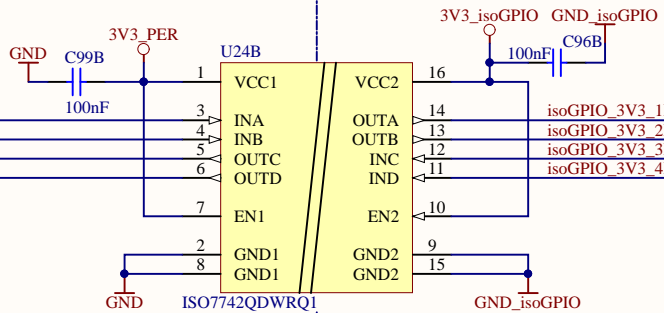 3V3_isoGPIO GND_isoGPIO
3V3_PER U24B
GND C99B 100nF C96B
100nF
1 VCC1 VCC2 16
3 INA OUTA 14 isoGPIO_3V3_1
4 INB OUTB 13 isoGPIO_3V3_2
5 OUTC INC 12 isoGPIO_3V3_3
6 OUTD IND 11 isoGPIO_3V3_4
7 EN1 EN2 10
2 GND1 GND2 9
8 GND1 GND2 15
GND ISO7742QDWRQ1 GND_isoGPIO